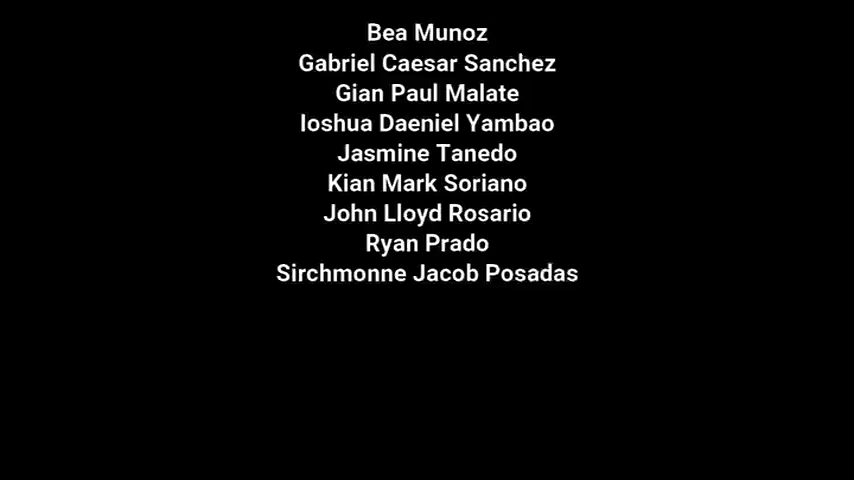 Bea Munoz
Gabriel Caesar Sanchez
Gian Paul Malate
Ioshua Daeniel Yambao
Jasmine Tanedo
Kian Mark Soriano
John Lloyd Rosario
Ryan Prado
Sirchmonne Jacob Posadas